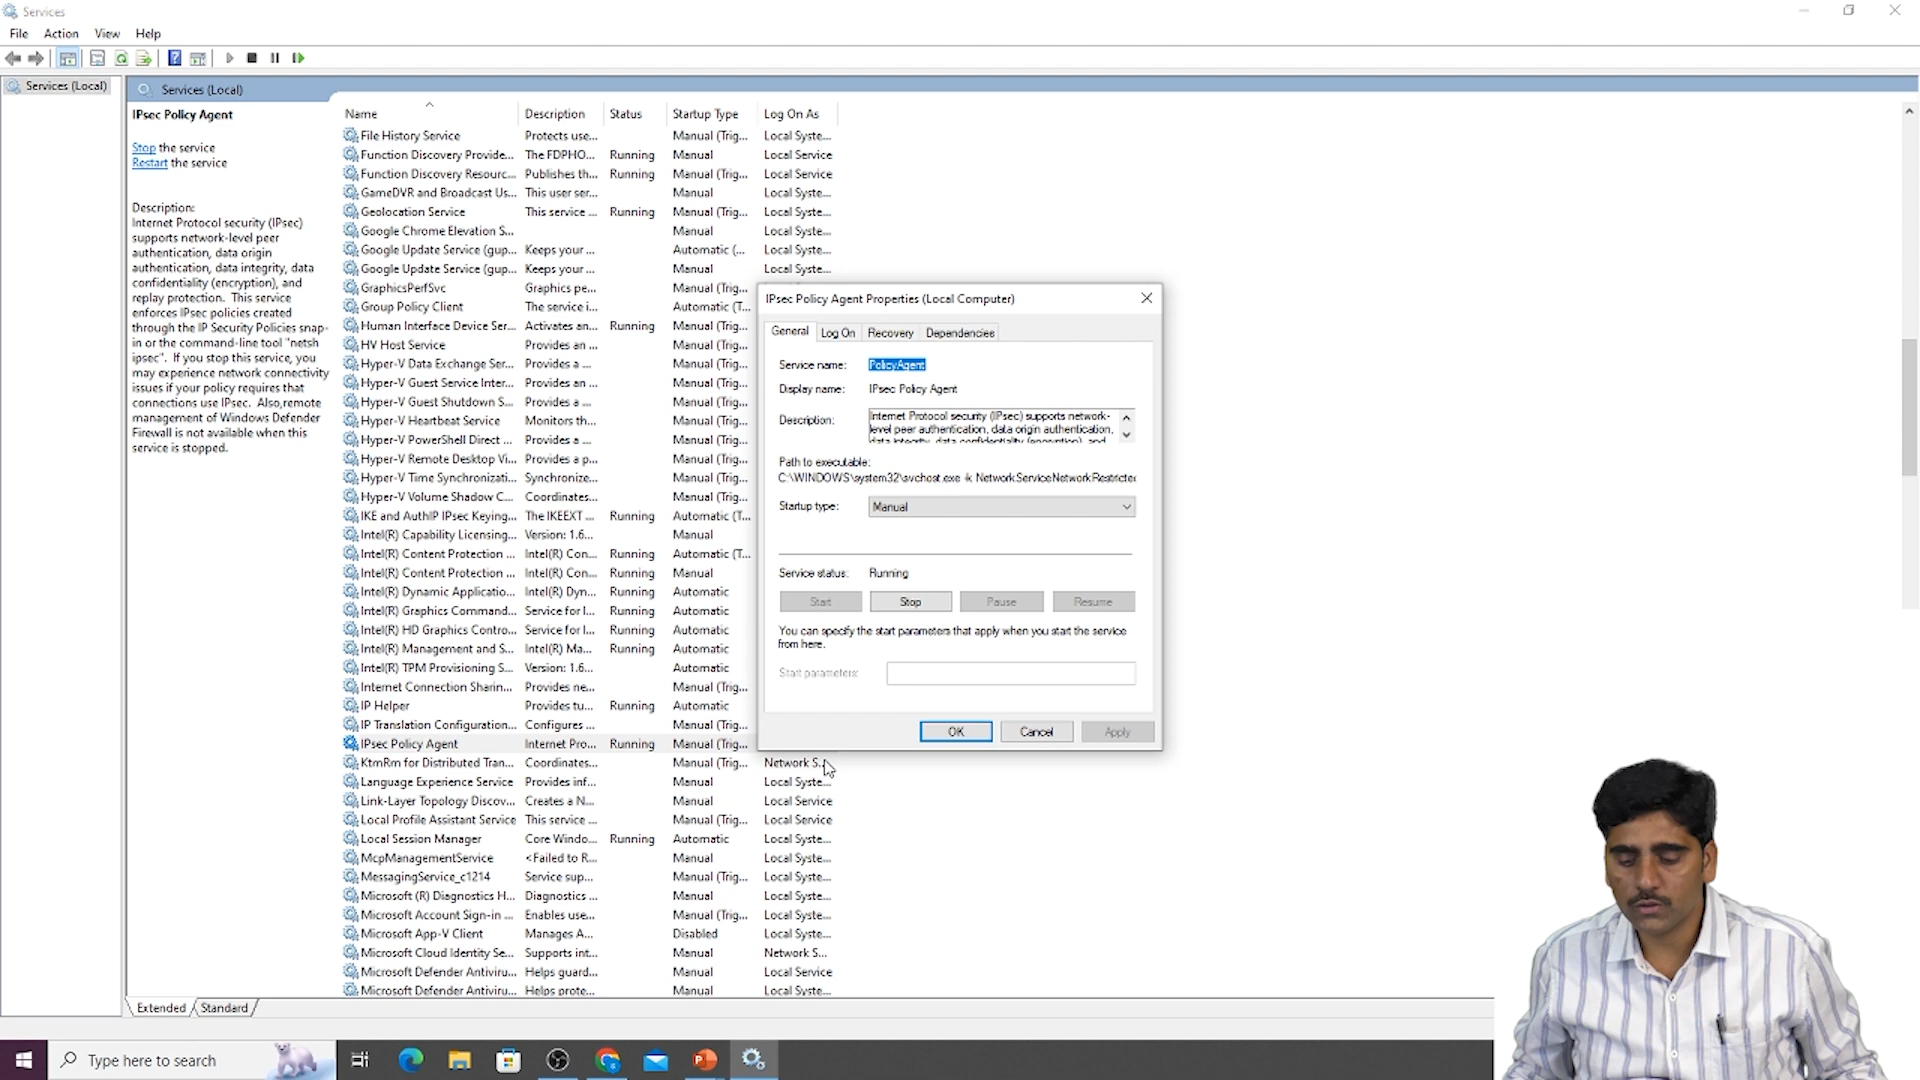 Services
File Action View Help
Services (Local)
Services (Local)
IPsec Policy Agent
Stop the service
Restart the service
Description:
Internet Protocol security (IPsec)
supports network-level peer
authentication, data origin
authentication, data integrity, data
confidentiality (encryption), and
replay protection. This service
enforces IPsec policies created
through the IP Security Policies snap-
in or the command-line tool "netsh
ipsec". If you stop this service, you
may experience network connectivity
issues if your policy requires that
connections use IPsec. Also,remote
management of Windows Defender
Firewall is not available when this
service is stopped.
Name Description Status Startup Type Log On As
File History Service Protects use... Manual (Trig... Local Syste...
Function Discovery Provide... The FDPHO... Running Manual Local Service
Function Discovery Resourc... Publishes th... Running Manual (Trig... Local Service
GameDVR and Broadcast Us... This user ser... Manual Local Syste...
Geolocation Service This service ... Running Manual (Trig... Local Syste...
Google Chrome Elevation S... Manual Local Syste...
Google Update Service (gup... Keeps your ... Automatic (... Local Syste...
Google Update Service (gup... Keeps your ... Manual Local Syste...
GraphicsPerfSvc Graphics pe... Manual (Trig...
Group Policy Client The service i... Automatic (T...
Human Interface Device Ser... Activates an... Running Manual (Trig...
HV Host Service Provides an ... Manual (Trig...
Hyper-V Data Exchange Ser... Provides a ... Manual (Trig...
Hyper-V Guest Service Inter... Provides an ... Manual (Trig...
Hyper-V Guest Shutdown S... Provides a ... Manual (Trig...
Hyper-V Heartbeat Service Monitors th... Manual (Trig...
Hyper-V PowerShell Direct ... Provides a ... Manual (Trig...
Hyper-V Remote Desktop Vi... Provides a p... Manual (Trig...
Hyper-V Time Synchronizati... Synchronize... Manual (Trig...
Hyper-V Volume Shadow C... Coordinates... Manual (Trig...
IKE and AuthIP IPsec Keying... The IKEEXT ... Running Automatic (T...
Intel(R) Capability Licensing... Version: 1.6... Manual
Intel(R) Content Protection ... Intel(R) Con... Running Automatic (T...
Intel(R) Content Protection ... Intel(R) Con... Running Manual
Intel(R) Dynamic Applicatio... Intel(R) Dyn... Running Automatic
Intel(R) Graphics Command... Service for I... Running Automatic
Intel(R) HD Graphics Contro... Service for I... Running Automatic
Intel(R) Management and S... Intel(R) Ma... Running Automatic
Intel(R) TPM Provisioning S... Version: 1.6... Automatic
Internet Connection Sharin... Provides ne... Manual (Trig...
IP Helper Provides tu... Running Automatic
IP Translation Configuration... Configures ... Manual (Trig...
IPsec Policy Agent Internet Pro... Running Manual (Trig...
KtmRm for Distributed Tran... Coordinates... Manual (Trig... Network S...
Language Experience Service Provides inf... Manual Local Syste...
Link-Layer Topology Discov... Creates a N... Manual Local Service
Local Profile Assistant Service This service ... Manual (Trig... Local Service
Local Session Manager Core Windo... Running Automatic Local Syste...
McpManagementService <Failed to R... Manual Local Syste...
MessagingService_c1214 Service sup... Manual (Trig... Local Syste...
Microsoft (R) Diagnostics H... Diagnostics ... Manual Local Syste...
Microsoft Account Sign-in ... Enables use... Manual (Trig... Local Syste...
Microsoft App-V Client Manages A... Disabled Local Syste...
Microsoft Cloud Identity Se... Supports int... Manual Network S...
Microsoft Defender Antiviru... Helps guard... Manual Local Service
Microsoft Defender Antiviru... Helps prote... Manual Local Syste...
IPsec Policy Agent Properties (Local Computer)
General Log On Recovery Dependencies
Service name: PolicyAgent
Display name: IPsec Policy Agent
Description: Internet Protocol security (IPsec) supports network-
level peer authentication, data origin authentication,
data integrity, data confidentiality (encryption), and
Path to executable:
C:\WINDOWS\system32\svchost.exe -k NetworkServiceNetworkRestricted
Startup type: Manual
Service status: Running
Start Stop Pause Resume
You can specify the start parameters that apply when you start the service
from here.
Start parameters:
OK Cancel Apply
Extended Standard
Type here to search